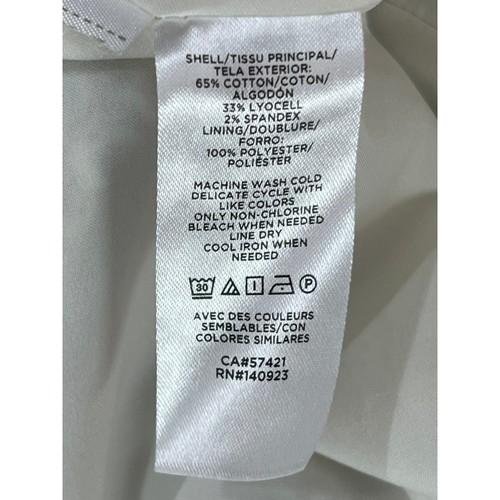 SHELL/TISSU PRINCIPAL/
TELA EXTERIOR:
65% COTTON/COTON/
ALGODÓN
33% LYOCELL
2% SPANDEX
LINING/DOUBLURE/
FORRO:
100% POLYESTER/
POLIÉSTER
MACHINE WASH COLD
DELICATE CYCLE WITH
LIKE COLORS
ONLY NON-CHLORINE
BLEACH WHEN NEEDED
LINE DRY
COOL IRON WHEN
NEEDED
30 P
AVEC DES COULEURS
SEMBLABLES/CON
COLORES SIMILARES
CA#57421
RN#140923